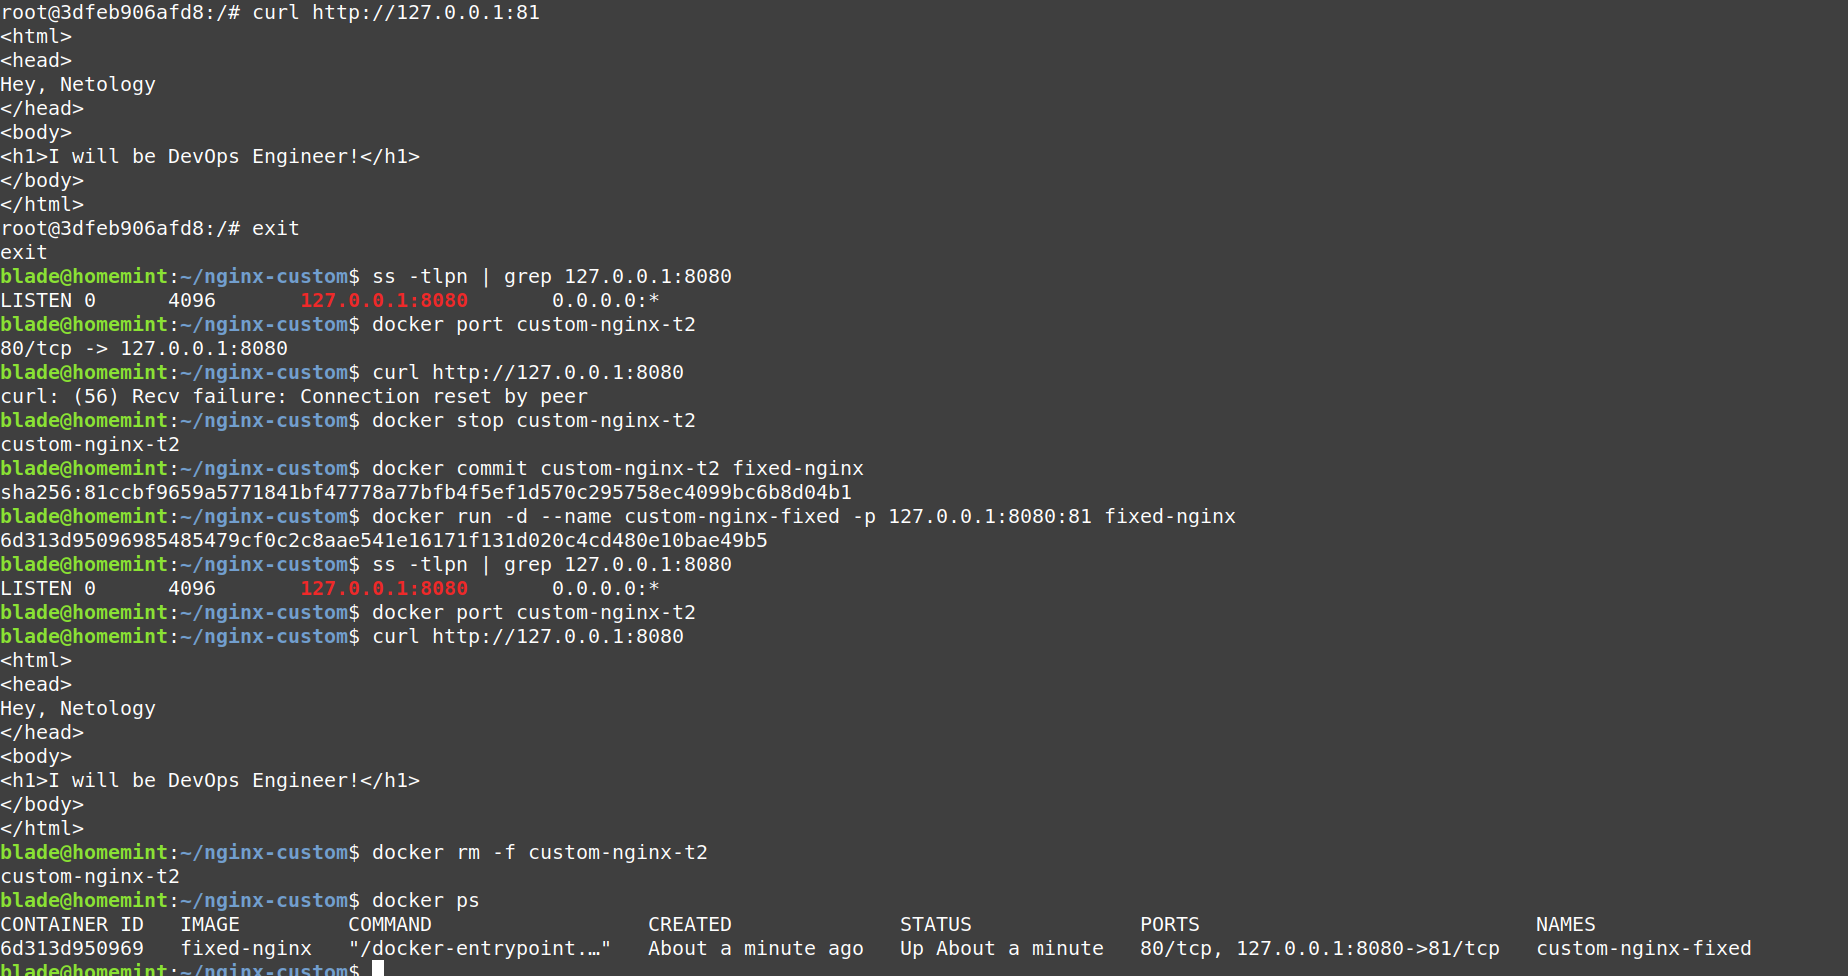 root@3dfeb906afd8:/# curl http://127.0.0.1:81
<html>
<head>
Hey, Netology
</head>
<body>
<h1>I will be DevOps Engineer!</h1>
</body>
</html>
root@3dfeb906afd8:/# exit
exit
blade@homemint:~/nginx-custom$ ss -tlpn | grep 127.0.0.1:8080
LISTEN 0      4096       127.0.0.1:8080       0.0.0.0:*
blade@homemint:~/nginx-custom$ docker port custom-nginx-t2
80/tcp -> 127.0.0.1:8080
blade@homemint:~/nginx-custom$ curl http://127.0.0.1:8080
curl: (56) Recv failure: Connection reset by peer
blade@homemint:~/nginx-custom$ docker stop custom-nginx-t2
custom-nginx-t2
blade@homemint:~/nginx-custom$ docker commit custom-nginx-t2 fixed-nginx
sha256:81ccbf9659a5771841bf47778a77bfb4f5ef1d570c295758ec4099bc6b8d04b1
blade@homemint:~/nginx-custom$ docker run -d --name custom-nginx-fixed -p 127.0.0.1:8080:81 fixed-nginx
6d313d95096985485479cf0c2c8aae541e16171f131d020c4cd480e10bae49b5
blade@homemint:~/nginx-custom$ ss -tlpn | grep 127.0.0.1:8080
LISTEN 0      4096       127.0.0.1:8080       0.0.0.0:*
blade@homemint:~/nginx-custom$ docker port custom-nginx-t2
blade@homemint:~/nginx-custom$ curl http://127.0.0.1:8080
<html>
<head>
Hey, Netology
</head>
<body>
<h1>I will be DevOps Engineer!</h1>
</body>
</html>
blade@homemint:~/nginx-custom$ docker rm -f custom-nginx-t2
custom-nginx-t2
blade@homemint:~/nginx-custom$ docker ps
CONTAINER ID   IMAGE         COMMAND                  CREATED              STATUS              PORTS                            NAMES
6d313d950969   fixed-nginx   "/docker-entrypoint.…"   About a minute ago   Up About a minute   80/tcp, 127.0.0.1:8080->81/tcp   custom-nginx-fixed
blade@homemint:~/nginx-custom$